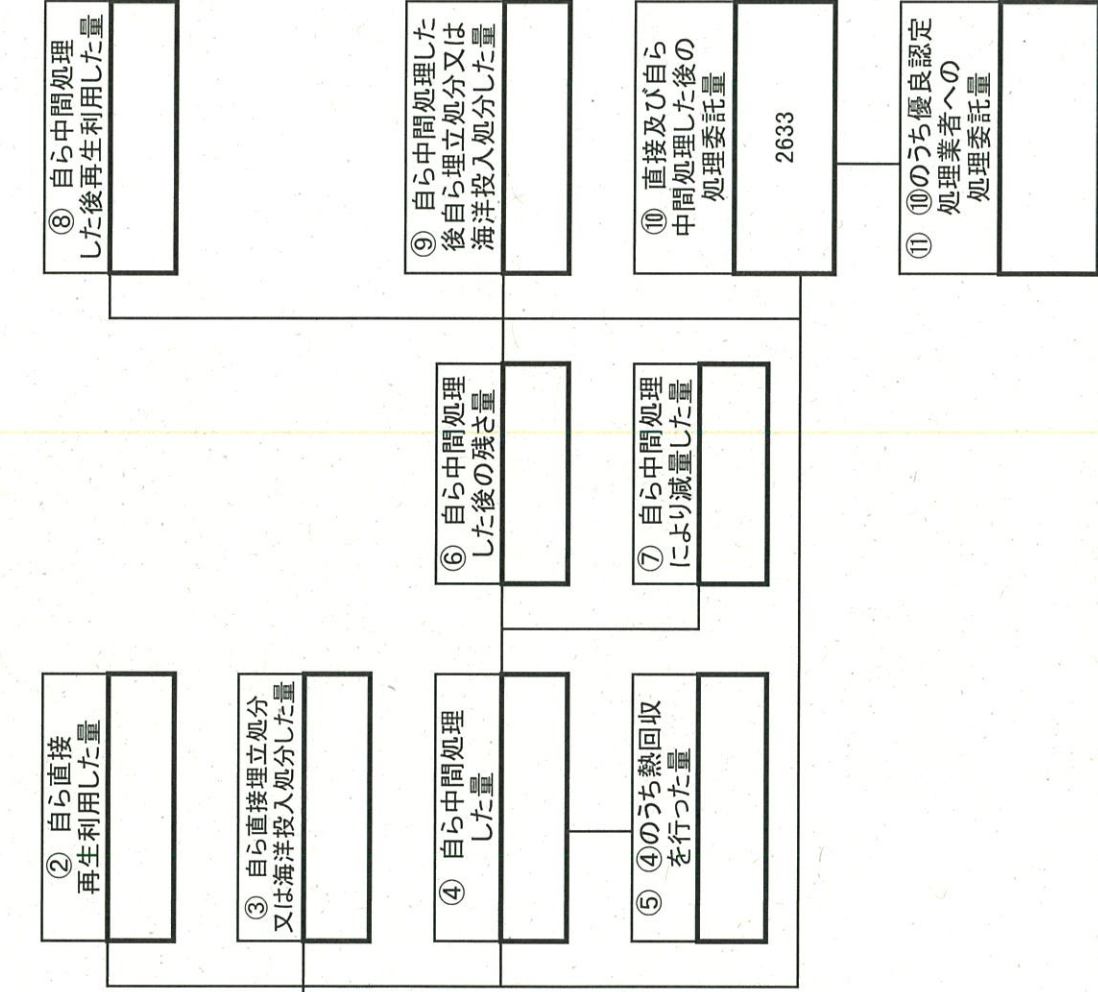 ② 自ら直接
再生利用した量
③ 自ら直接埋立処分
又は海洋投入処分した量
④ 自ら中間処理
した量
⑤ ④のうち熱回収
を行った量
⑥ 自ら中間処理
した後の残さ量
⑦ 自ら中間処理
により減量した量
⑧ 自ら中間処理
した後再生利用した量
⑨ 自ら中間処理した
後自ら埋立処分又は
海洋投入処分した量
⑩ 直接及び自ら
中間処理した後の
処理委託量
2633
⑪ ⑩のうち優良認定
処理業者への
処理委託量